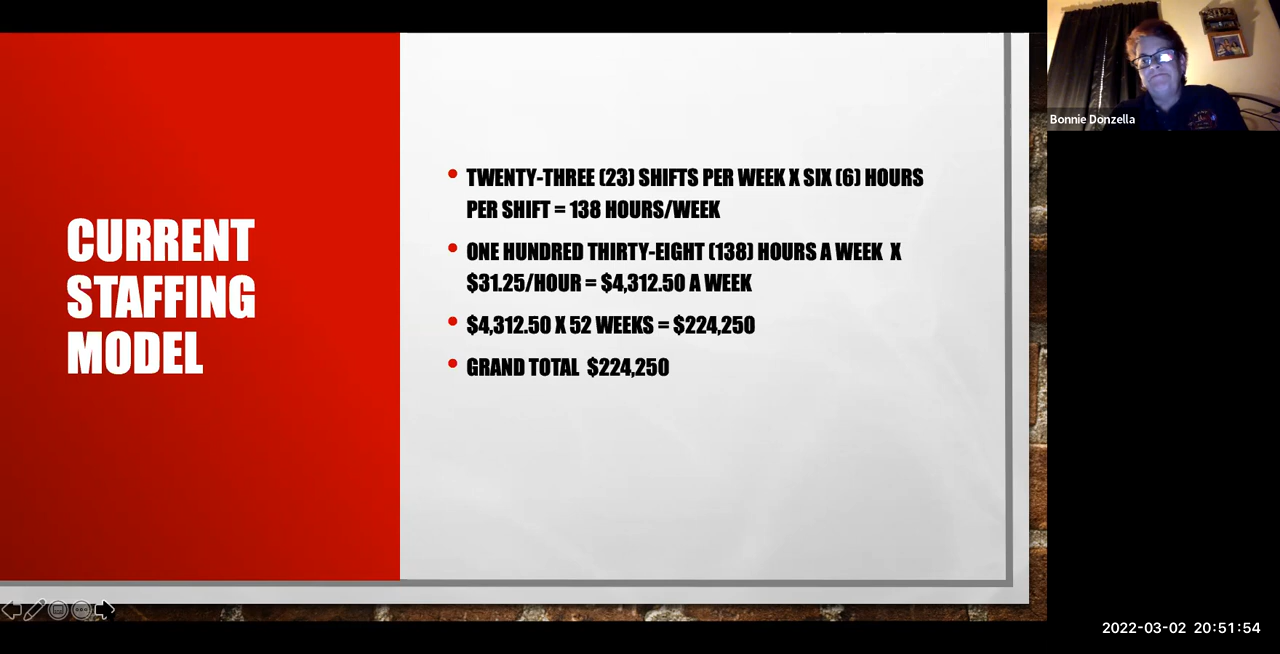 CURRENT
STAFFING
MODEL
TWENTY-THREE (23) SHIFTS PER WEEK X SIX (6) HOURS
PER SHIFT = 138 HOURS/WEEK
ONE HUNDRED THIRTY-EIGHT (138) HOURS A WEEK X
$31.25/HOUR = $4,312.50 A WEEK
$4,312.50 X 52 WEEKS = $224,250
GRAND TOTAL $224,250
Bonnie Donzella
2022-03-02 20:51:54